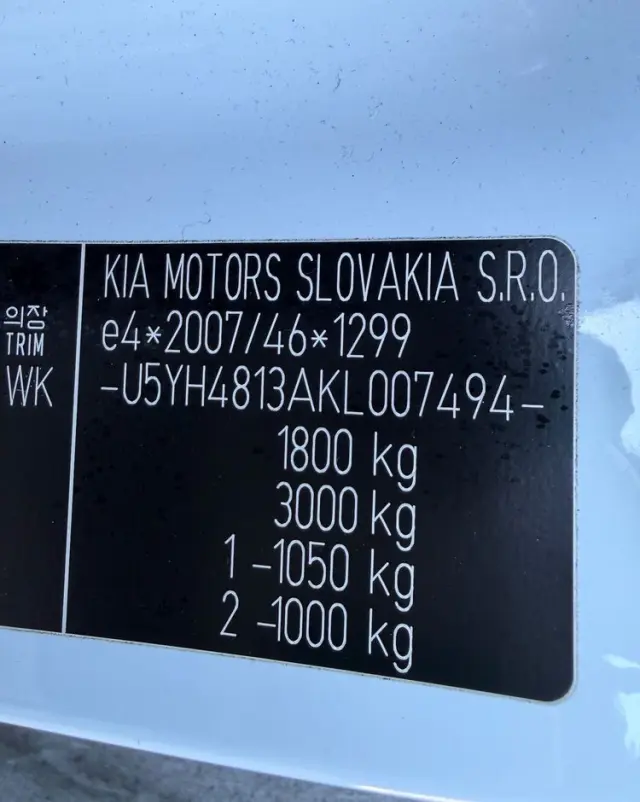 의장
TRIM
WK
KIA MOTORS SLOVAKIA S.R.O.
e4*2007/46*1299
-U5YH4813AKL007494-
1800 kg
3000 kg
1 -1050 kg
2 -1000 kg